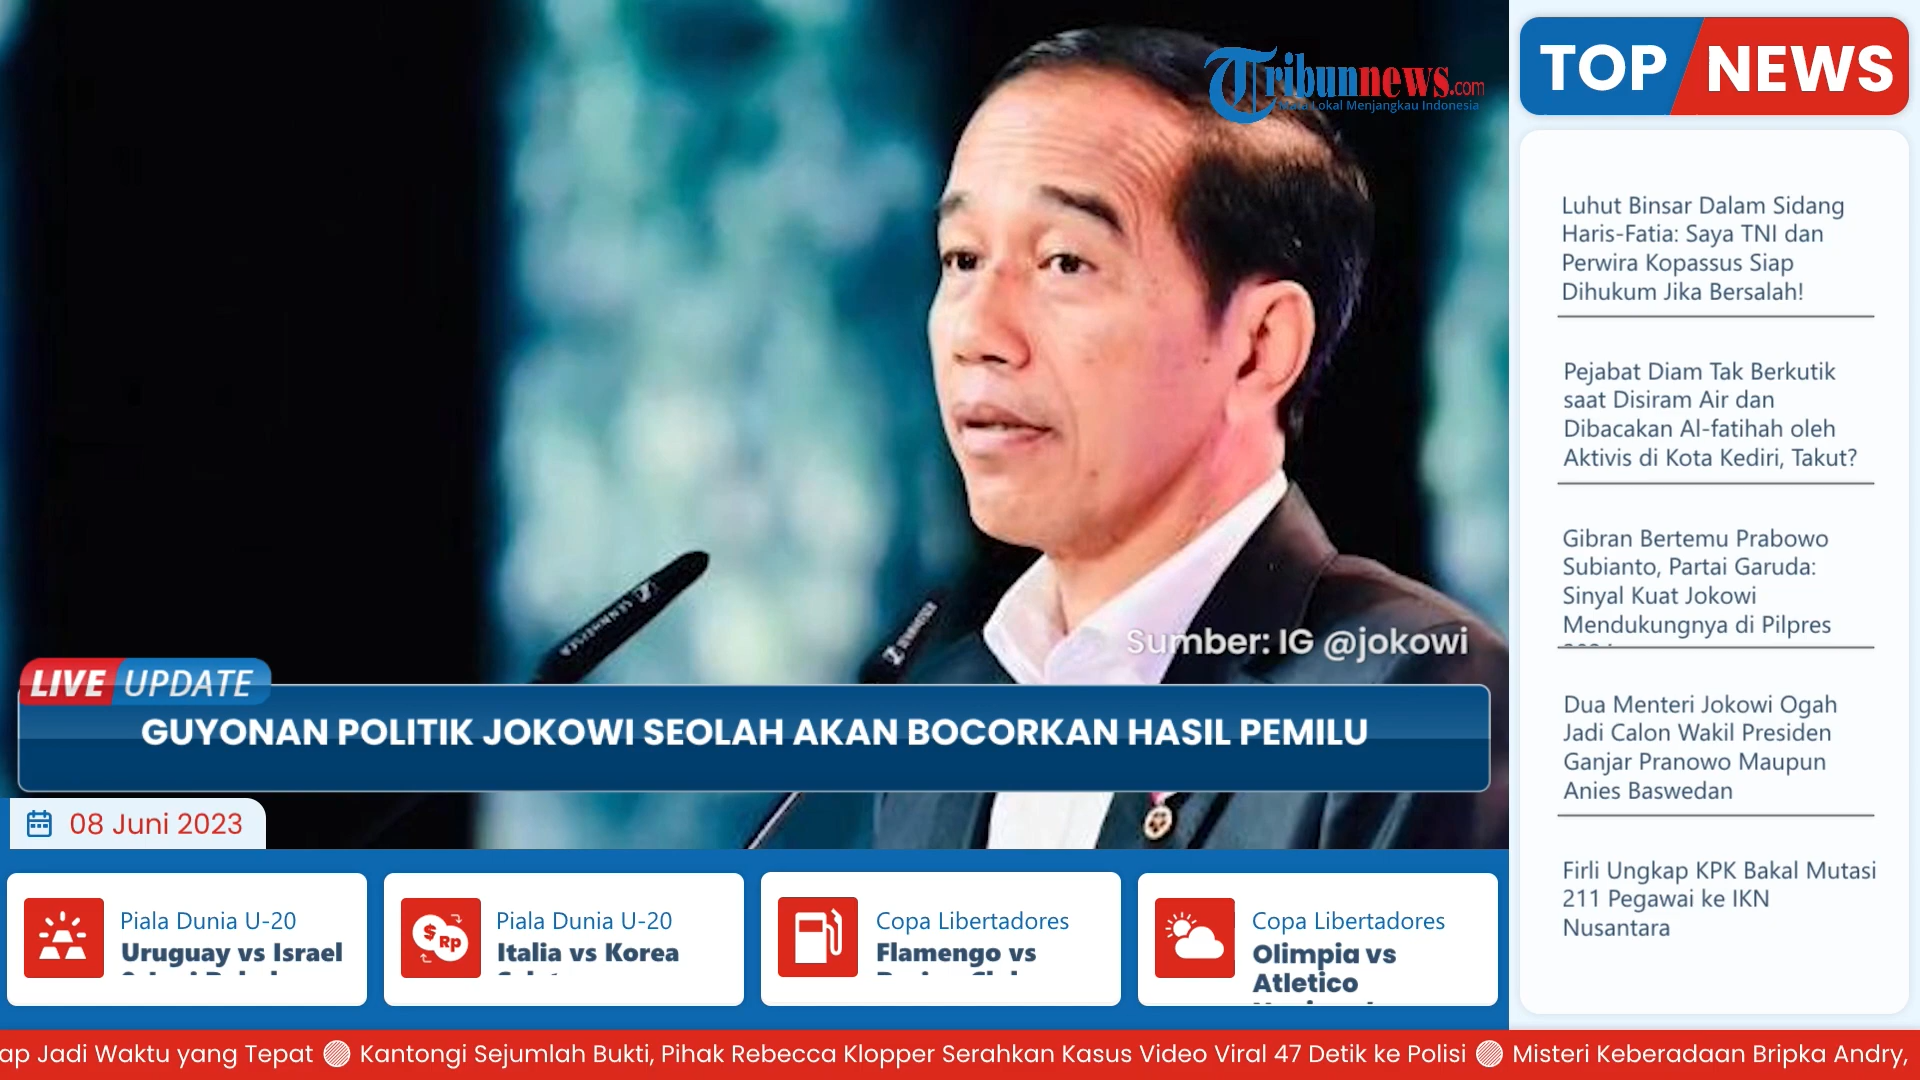 Tribunnews.com
Mata Lokal Menjangkau Indonesia
TOP NEWS
Luhut Binsar Dalam Sidang
Haris-Fatia: Saya TNI dan
Perwira Kopassus Siap
Dihukum Jika Bersalah!
Pejabat Diam Tak Berkutik
saat Disiram Air dan
Dibacakan Al-fatihah oleh
Aktivis di Kota Kediri, Takut?
Gibran Bertemu Prabowo
Subianto, Partai Garuda:
Sinyal Kuat Jokowi
Mendukungnya di Pilpres
Dua Menteri Jokowi Ogah
Jadi Calon Wakil Presiden
Ganjar Pranowo Maupun
Anies Baswedan
Firli Ungkap KPK Bakal Mutasi
211 Pegawai ke IKN
Nusantara
SENNHEISER
Sumber: IG @jokowi
LIVE UPDATE
GUYONAN POLITIK JOKOWI SEOLAH AKAN BOCORKAN HASIL PEMILU
08 Juni 2023
Piala Dunia U-20
Uruguay vs Israel
Piala Dunia U-20
Italia vs Korea
$ Rp
Copa Libertadores
Flamengo vs
Copa Libertadores
Olimpia vs
Atletico
ap Jadi Waktu yang Tepat Kantongi Sejumlah Bukti, Pihak Rebecca Klopper Serahkan Kasus Video Viral 47 Detik ke Polisi Misteri Keberadaan Bripka Andry,